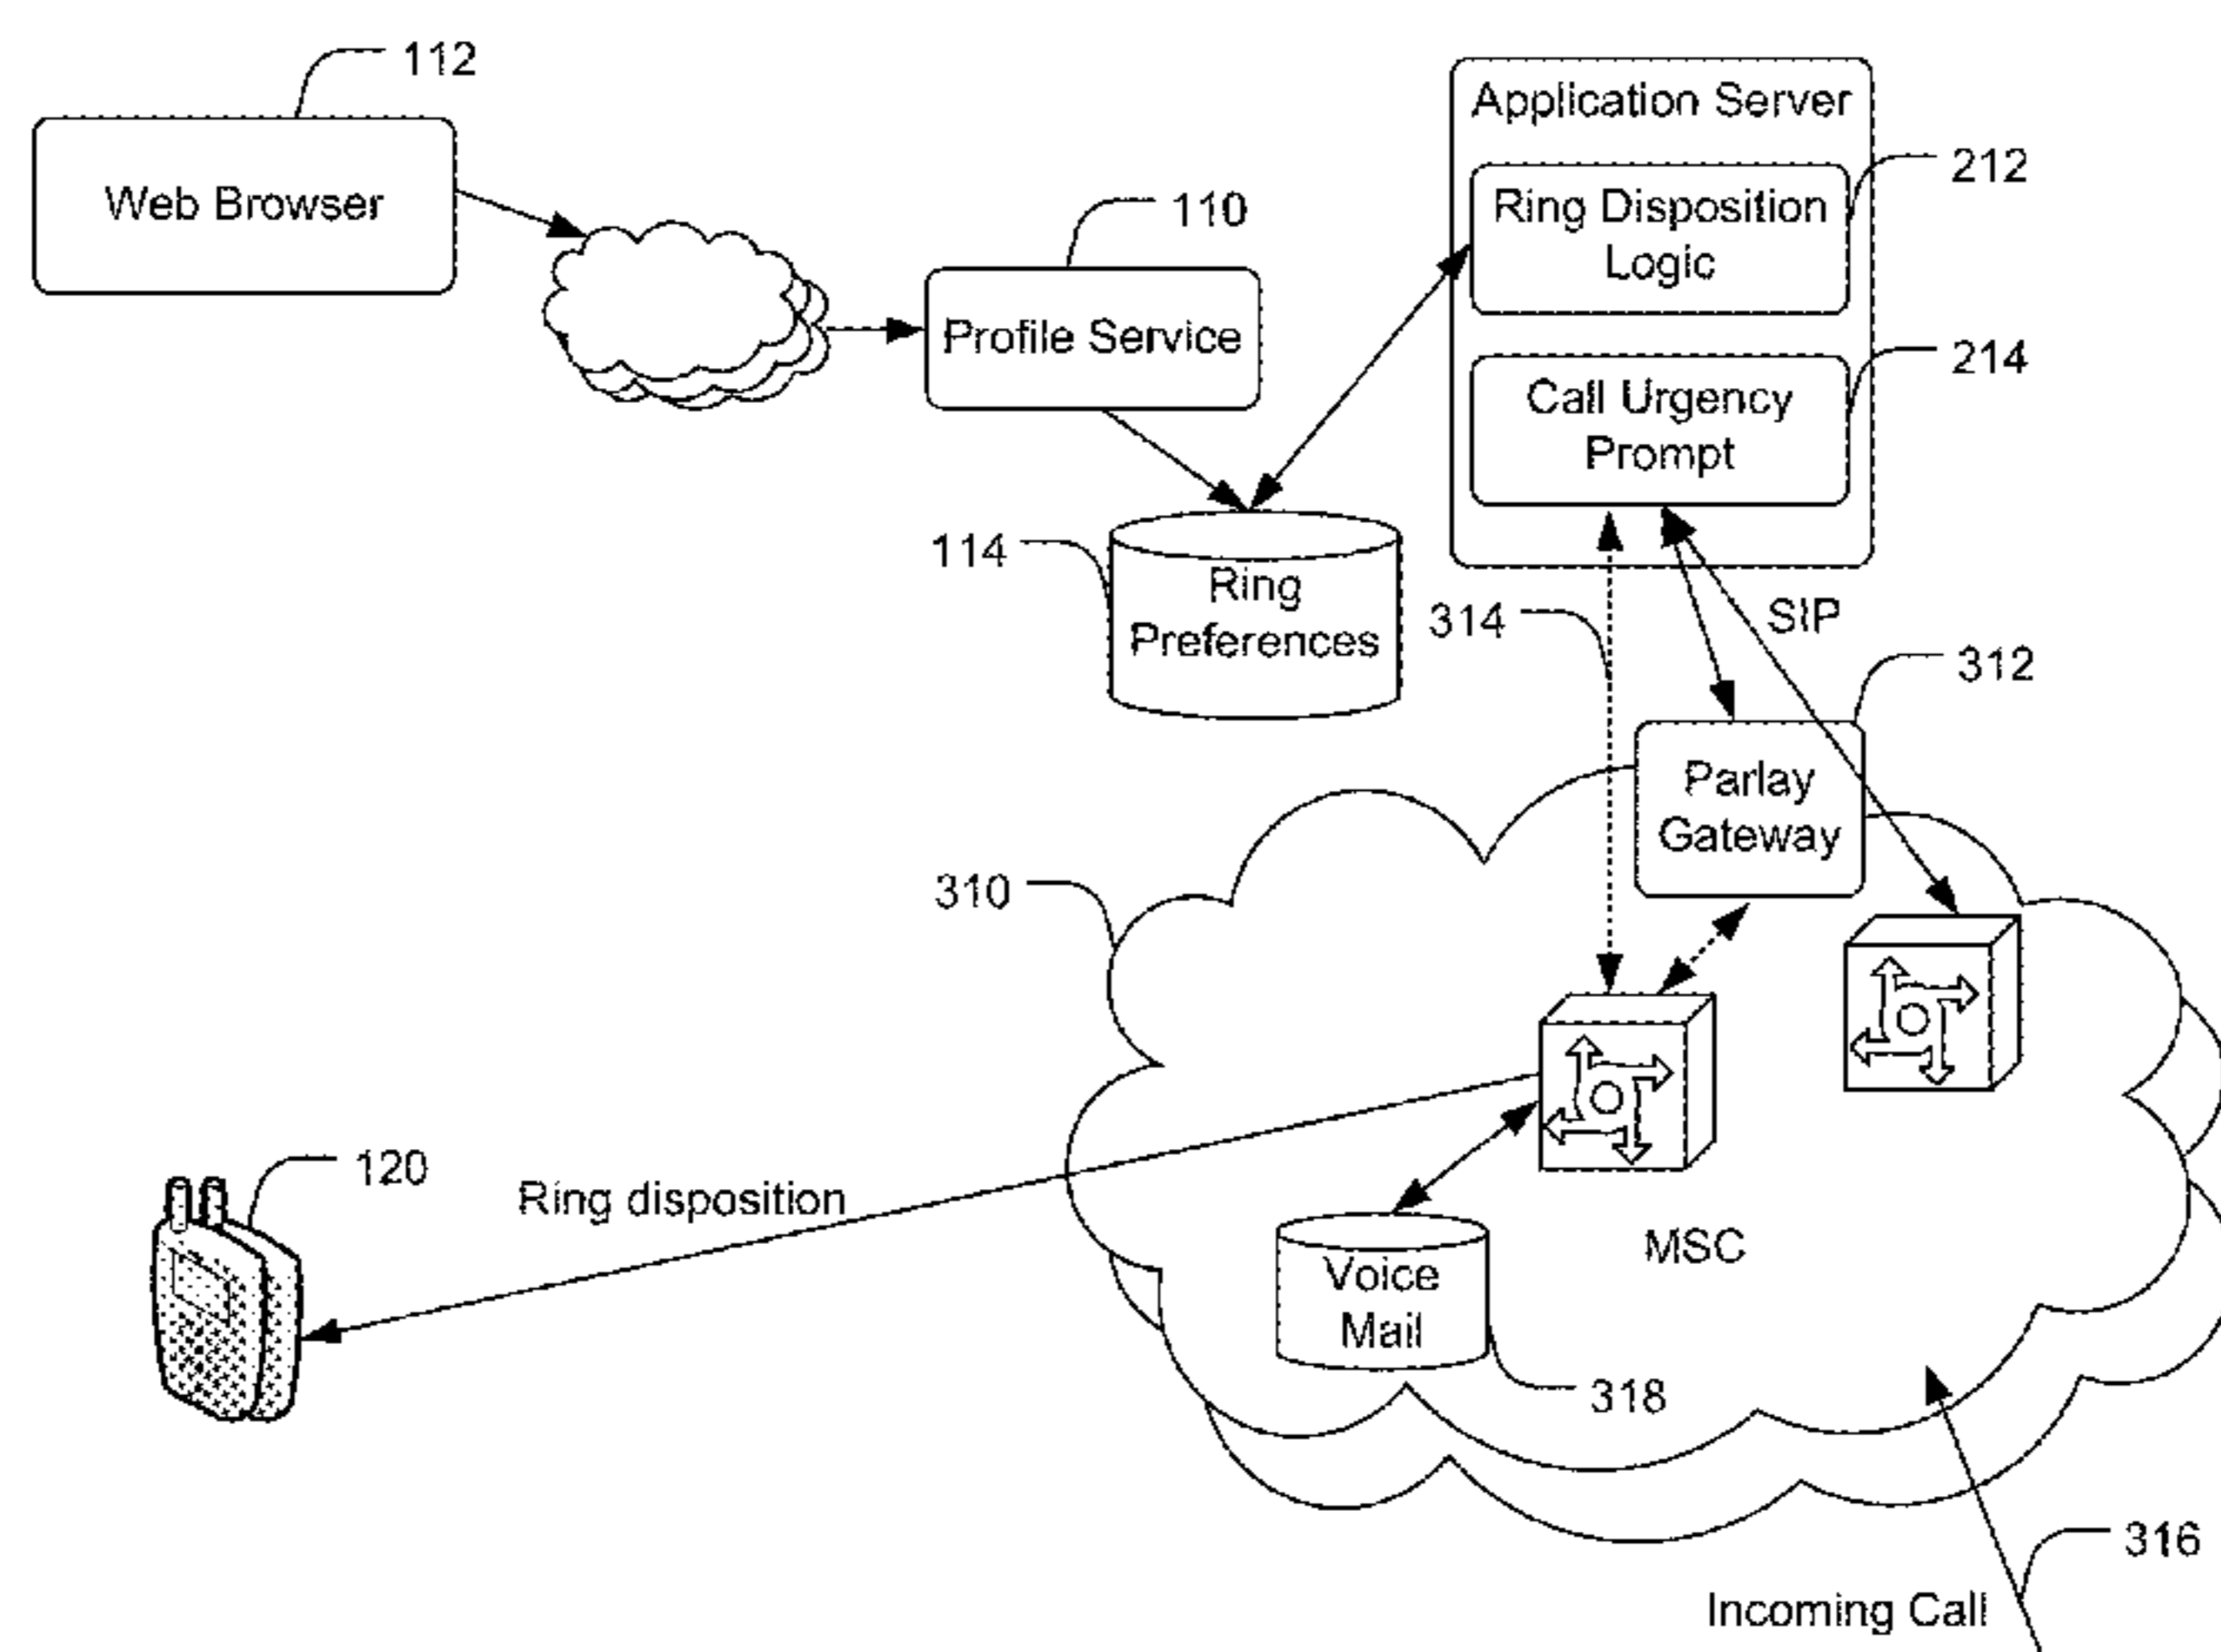 112
Web Browser
110
Profile Service
Application Server
212
Ring Disposition
Logic
214
Call Urgency
Prompt
114
Ring
Preferences
314
SIP
312
Parlay
Gateway
310
120
Ring disposition
MSC
Voice
Mail
318
316
Incoming Call